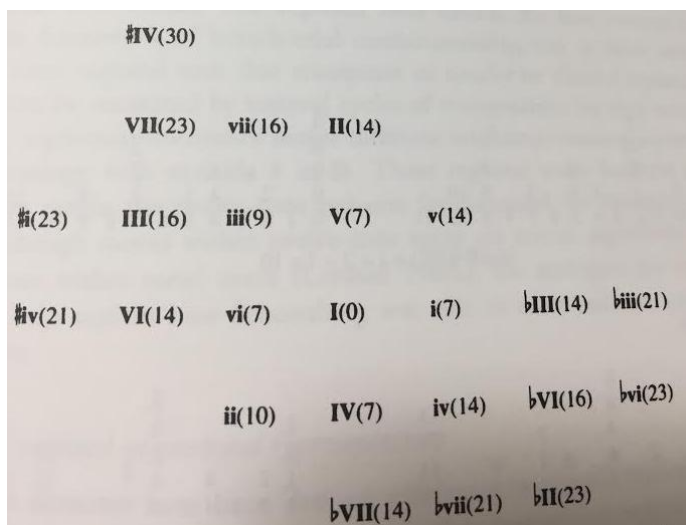 ♯IV(30)
VII(23) vii(16) II(14)
♯i(23) III(16) iii(9) V(7) v(14)
♯iv(21) VI(14) vi(7) I(0) i(7) ♭III(14) ♭iii(21)
ii(10) IV(7) iv(14) ♭VI(16) ♭vi(23)
♭VII(14) ♭vii(21) ♭II(23)